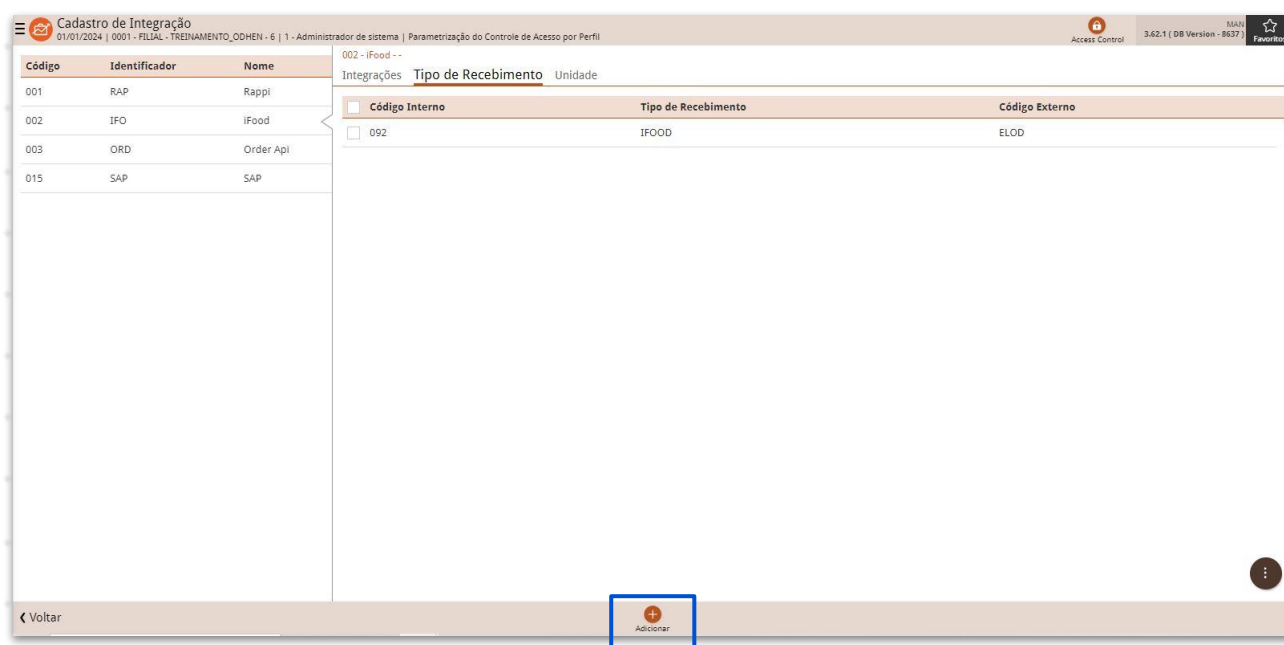 Cadastro de Integração
01/01/2024 | 0001 - FILIAL - TREINAMENTO_ODHEN - 6 | 1 - Administrador de sistema | Parametrização do Controle de Acesso por Perfil
Access Control
MAN
3.62.1 ( DB Version - 8637 )
Favoritos
Código Identificador Nome
001 RAP Rappi
002 IFO iFood
003 ORD Order Api
015 SAP SAP
002 - iFood - -
Integrações Tipo de Recebimento Unidade
Código Interno Tipo de Recebimento Código Externo
092 IFOOD ELOD
Voltar
Adicionar